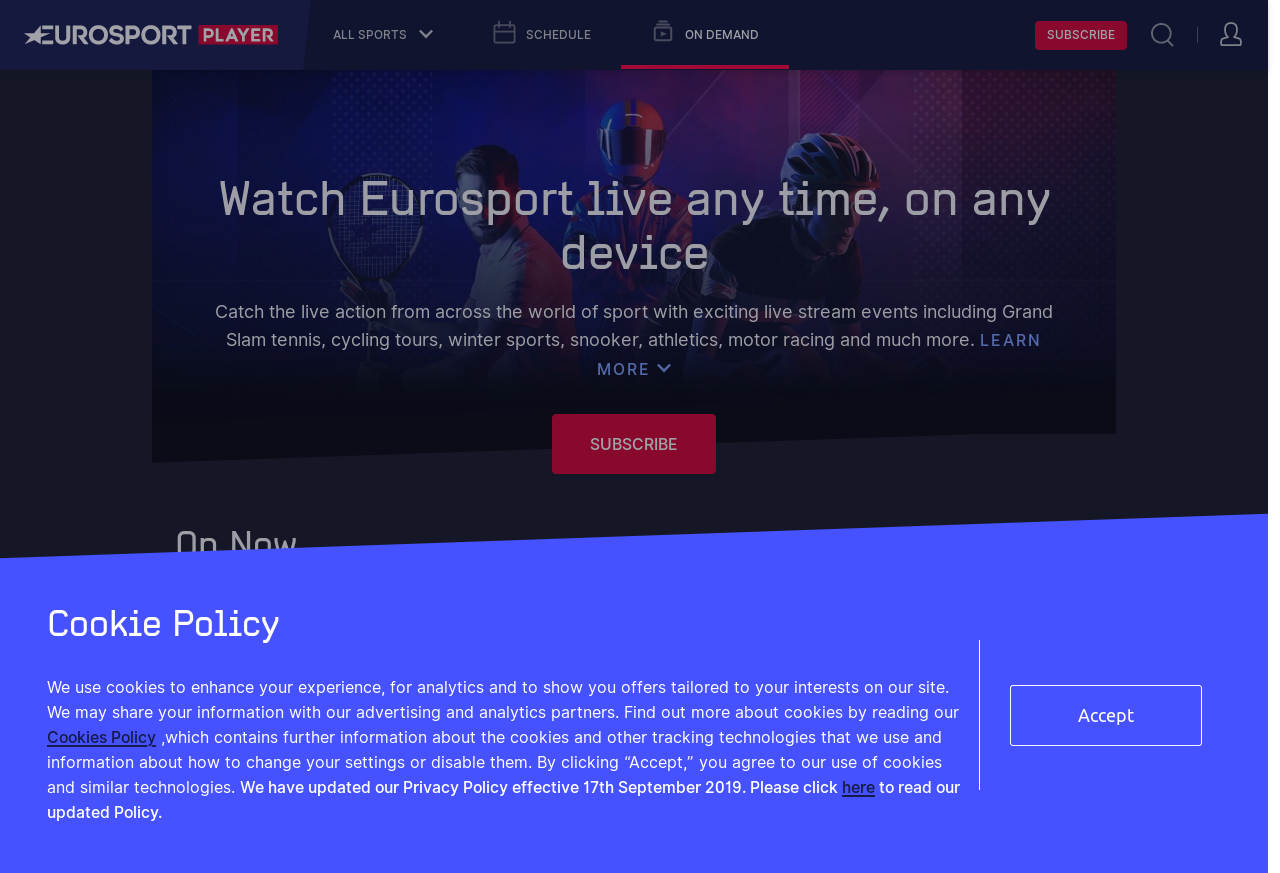 EUROSPORT PLAYER
ALL SPORTS
SCHEDULE
ON DEMAND
SUBSCRIBE
Watch Eurosport live any time, on any
device
Catch the live action from across the world of sport with exciting live stream events including Grand
Slam tennis, cycling tours, winter sports, snooker, athletics, motor racing and much more. LEARN
MORE
SUBSCRIBE
On Now
Cookie Policy
We use cookies to enhance your experience, for analytics and to show you offers tailored to your interests on our site.
We may share your information with our advertising and analytics partners. Find out more about cookies by reading our
Cookies Policy ,which contains further information about the cookies and other tracking technologies that we use and
information about how to change your settings or disable them. By clicking “Accept,” you agree to our use of cookies
and similar technologies. We have updated our Privacy Policy effective 17th September 2019. Please click here to read our
updated Policy.
Accept